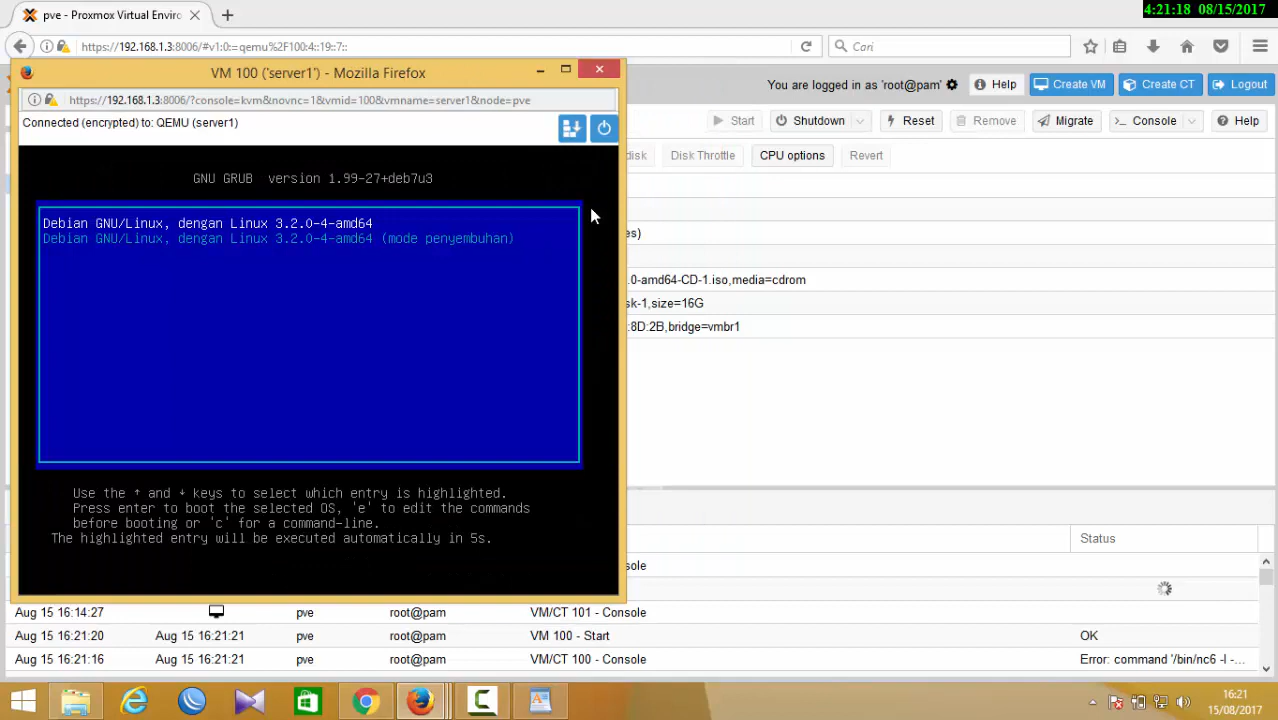 4:21:18 08/15/2017
pve - Proxmox Virtual Enviro
https://192.168.1.3:8006/#v1:0:=qemu%2F100:4::19::7::
Cari
VM 100 ('server1') - Mozilla Firefox
https://192.168.1.3:8006/?console=kvm&novnc=1&vmid=100&vmname=server1&node=pve
Connected (encrypted) to: QEMU (server1)
You are logged in as 'root@pam'
Help
Create VM
Create CT
Logout
Start
Shutdown
Reset
Remove
Migrate
Console
Help
disk
Disk Throttle
CPU options
Revert
GNU GRUB version 1.99-27+deb7u3
Debian GNU/Linux, dengan Linux 3.2.0-4-amd64
Debian GNU/Linux, dengan Linux 3.2.0-4-amd64 (mode penyembuhan)
es)
.0-amd64-CD-1.iso,media=cdrom
sk-1,size=16G
:8D:2B,bridge=vmbr1
Use the ↑ and ↓ keys to select which entry is highlighted.
Press enter to boot the selected OS, 'e' to edit the commands
before booting or 'c' for a command-line.
The highlighted entry will be executed automatically in 5s.
Status
sole
Aug 15 16:14:27 pve root@pam VM/CT 101 - Console
Aug 15 16:21:20 Aug 15 16:21:21 pve root@pam VM 100 - Start OK
Aug 15 16:21:16 Aug 15 16:21:21 pve root@pam VM/CT 100 - Console Error: command '/bin/nc6 -l -...
16:21
15/08/2017